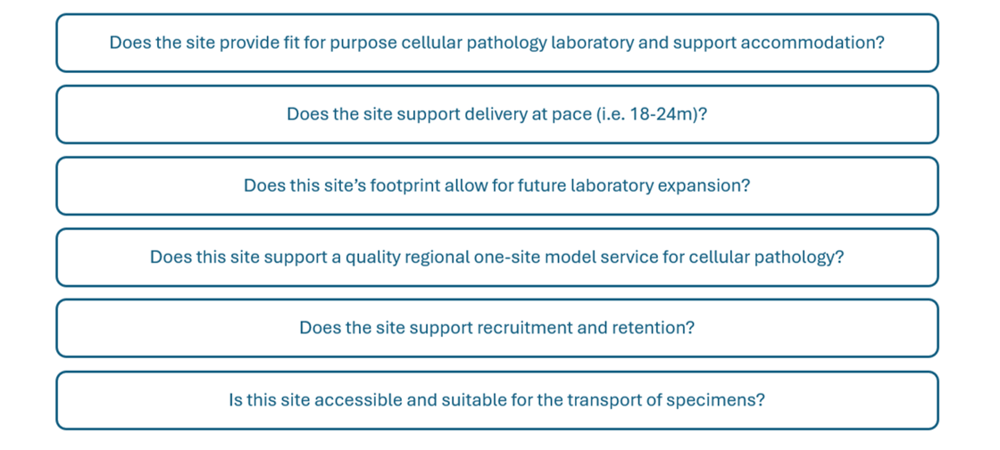 Does the site provide fit for purpose cellular pathology laboratory and support accommodation?
Does the site support delivery at pace (i.e. 18-24m)?
Does this site’s footprint allow for future laboratory expansion?
Does this site support a quality regional one-site model service for cellular pathology?
Does the site support recruitment and retention?
Is this site accessible and suitable for the transport of specimens?